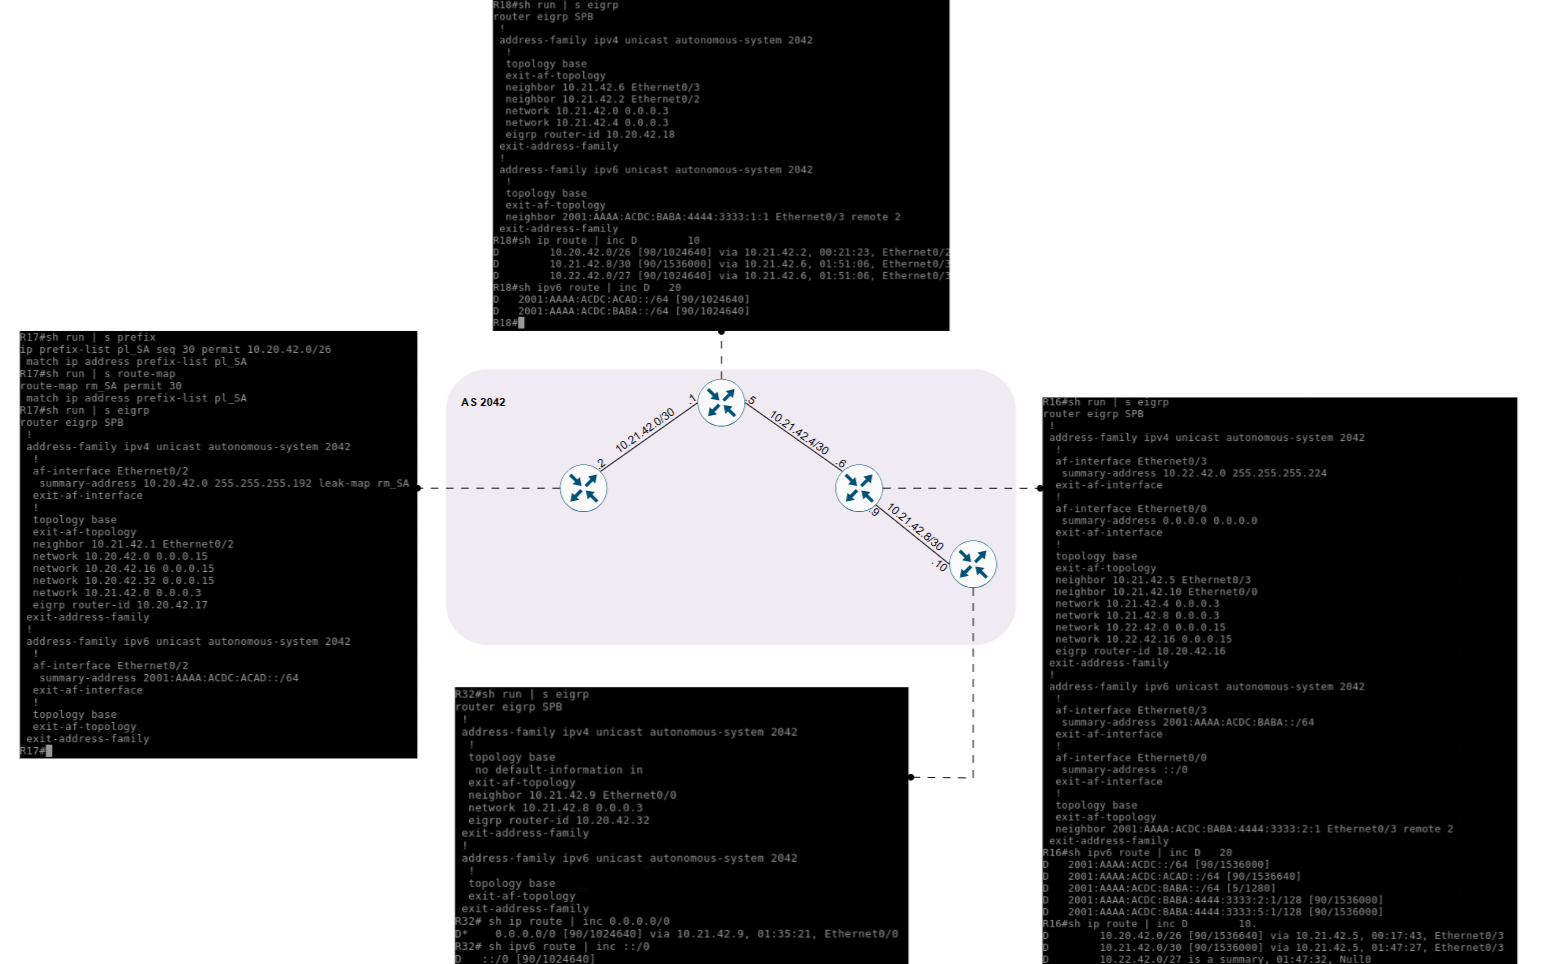 R18#sh run | s eigrp
router eigrp SPB
!
address-family ipv4 unicast autonomous-system 2042
!
topology base
exit-af-topology
neighbor 10.21.42.6 Ethernet0/3
neighbor 10.21.42.2 Ethernet0/2
network 10.21.42.0 0.0.0.3
network 10.21.42.4 0.0.0.3
eigrp router-id 10.20.42.18
exit-address-family
!
address-family ipv6 unicast autonomous-system 2042
!
topology base
exit-af-topology
neighbor 2001:AAAA:ACDC:BABA:4444:3333:1:1 Ethernet0/3 remote 2
exit-address-family
R18#sh ip route | inc D 10
D 10.20.42.0/26 [90/1024640] via 10.21.42.2, 00:21:23, Ethernet0/2
D 10.21.42.8/30 [90/1536000] via 10.21.42.6, 01:51:06, Ethernet0/3
D 10.22.42.0/27 [90/1024640] via 10.21.42.6, 01:51:06, Ethernet0/3
R18#sh ipv6 route | inc D 20
D 2001:AAAA:ACDC:ACAD::/64 [90/1024640]
D 2001:AAAA:ACDC:BABA::/64 [90/1024640]
R18#
R17#sh run | s prefix
ip prefix-list pl_SA seq 30 permit 10.20.42.0/26
match ip address prefix-list pl_SA
R17#sh run | s route-map
route-map rm_SA permit 30
match ip address prefix-list pl_SA
R17#sh run | s eigrp
router eigrp SPB
!
address-family ipv4 unicast autonomous-system 2042
!
af-interface Ethernet0/2
summary-address 10.20.42.0 255.255.255.192 leak-map rm_SA
exit-af-interface
!
topology base
exit-af-topology
neighbor 10.21.42.1 Ethernet0/2
network 10.20.42.0 0.0.0.15
network 10.20.42.16 0.0.0.15
network 10.20.42.32 0.0.0.15
network 10.21.42.0 0.0.0.3
eigrp router-id 10.20.42.17
exit-address-family
!
address-family ipv6 unicast autonomous-system 2042
!
af-interface Ethernet0/2
summary-address 2001:AAAA:ACDC:ACAD::/64
exit-af-interface
!
topology base
exit-af-topology
exit-address-family
R17#
AS 2042
.1
10.21.42.0/30
.2
.5
10.21.42.4/30
.6
.9
10.21.42.8/30
.10
R16#sh run | s eigrp
router eigrp SPB
!
address-family ipv4 unicast autonomous-system 2042
!
af-interface Ethernet0/3
summary-address 10.22.42.0 255.255.255.224
exit-af-interface
!
af-interface Ethernet0/0
summary-address 0.0.0.0 0.0.0.0
exit-af-interface
!
topology base
exit-af-topology
neighbor 10.21.42.5 Ethernet0/3
neighbor 10.21.42.10 Ethernet0/0
network 10.21.42.4 0.0.0.3
network 10.21.42.8 0.0.0.3
network 10.22.42.0 0.0.0.15
network 10.22.42.16 0.0.0.15
eigrp router-id 10.20.42.16
exit-address-family
!
address-family ipv6 unicast autonomous-system 2042
!
af-interface Ethernet0/3
summary-address 2001:AAAA:ACDC:BABA::/64
exit-af-interface
!
af-interface Ethernet0/0
summary-address ::/0
exit-af-interface
!
topology base
exit-af-topology
neighbor 2001:AAAA:ACDC:BABA:4444:3333:2:1 Ethernet0/3 remote 2
exit-address-family
R16#sh ipv6 route | inc D 20
D 2001:AAAA:ACDC::/64 [90/1536000]
D 2001:AAAA:ACDC:ACAD::/64 [90/1536640]
D 2001:AAAA:ACDC:BABA::/64 [5/1280]
D 2001:AAAA:ACDC:BABA:4444:3333:2:1/128 [90/1536000]
D 2001:AAAA:ACDC:BABA:4444:3333:5:1/128 [90/1536000]
R16#sh ip route | inc D 10.
D 10.20.42.0/26 [90/1536640] via 10.21.42.5, 00:17:43, Ethernet0/3
D 10.21.42.0/30 [90/1536000] via 10.21.42.5, 01:47:27, Ethernet0/3
D 10.22.42.0/27 is a summary, 01:47:32, Null0
R32#sh run | s eigrp
router eigrp SPB
!
address-family ipv4 unicast autonomous-system 2042
!
topology base
no default-information in
exit-af-topology
neighbor 10.21.42.9 Ethernet0/0
network 10.21.42.8 0.0.0.3
eigrp router-id 10.20.42.32
exit-address-family
!
address-family ipv6 unicast autonomous-system 2042
!
topology base
exit-af-topology
exit-address-family
R32# sh ip route | inc 0.0.0.0/0
D* 0.0.0.0/0 [90/1024640] via 10.21.42.9, 01:35:21, Ethernet0/0
R32# sh ipv6 route | inc ::/0
D ::/0 [90/1024640]